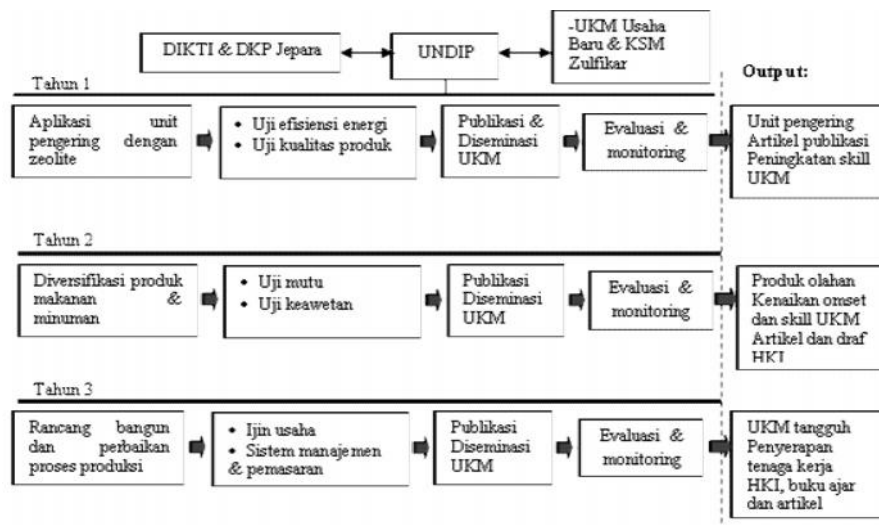 DIKTI & DKP Jepara
UNDIP
-UKM Usaha
Baru & KSM
Zulfikar
Output:
Tahun 1
Aplikasi unit
pengering dengan
zeolite
• Uji efisiensi energi
• Uji kualitas produk
Publikasi &
Diseminasi
UKM
Evaluasi &
monitoring
Unit pengering
Artikel publikasi
Peningkatan skill
UKM
Tahun 2
Diversifikasi produk
makanan &
minuman
• Uji mutu
• Uji keawetan
Publikasi
Diseminasi
UKM
Evaluasi &
monitoring
Produk olahan
Kenaikan omset
dan skill UKM
Artikel dan draf
HKI
Tahun 3
Rancang bangun
dan perbaikan
proses produksi
• Ijin usaha
• Sistem manajemen
& pemasaran
Publikasi
Diseminasi
UKM
Evaluasi &
monitoring
UKM tangguh
Penyerapan
tenaga kerja
HKI, buku ajar
dan artikel